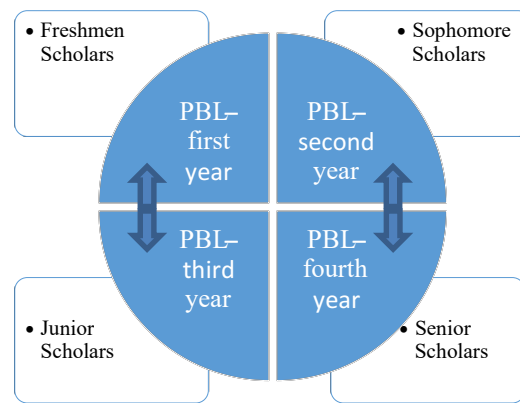 • Freshmen
Scholars
• Sophomore
Scholars
PBL–
first
year
PBL–
second
year
PBL–
third
year
PBL–
fourth
year
• Junior
Scholars
• Senior
Scholars